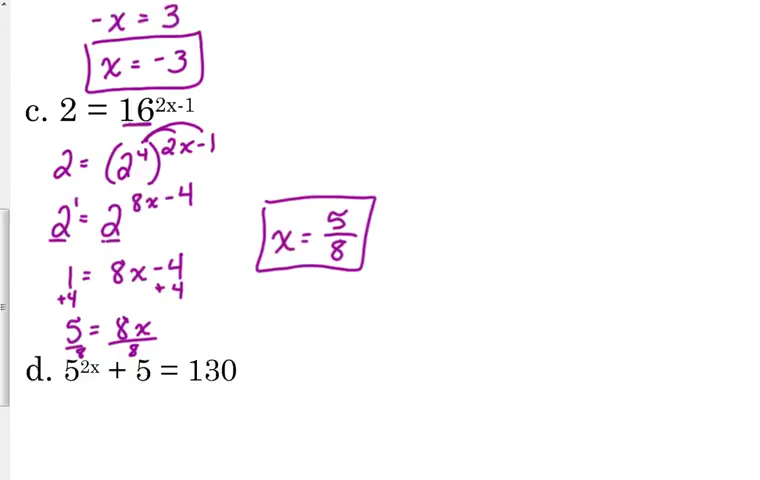 -x = 3
x = -3
c. 2 = 16^{2x-1}
2 = (2^4)^{2x-1}
2^1 = 2^{8x-4}
1 = 8x-4
+4 +4
5/8 = 8x/8
x = 5/8
d. 5^{2x} + 5 = 130